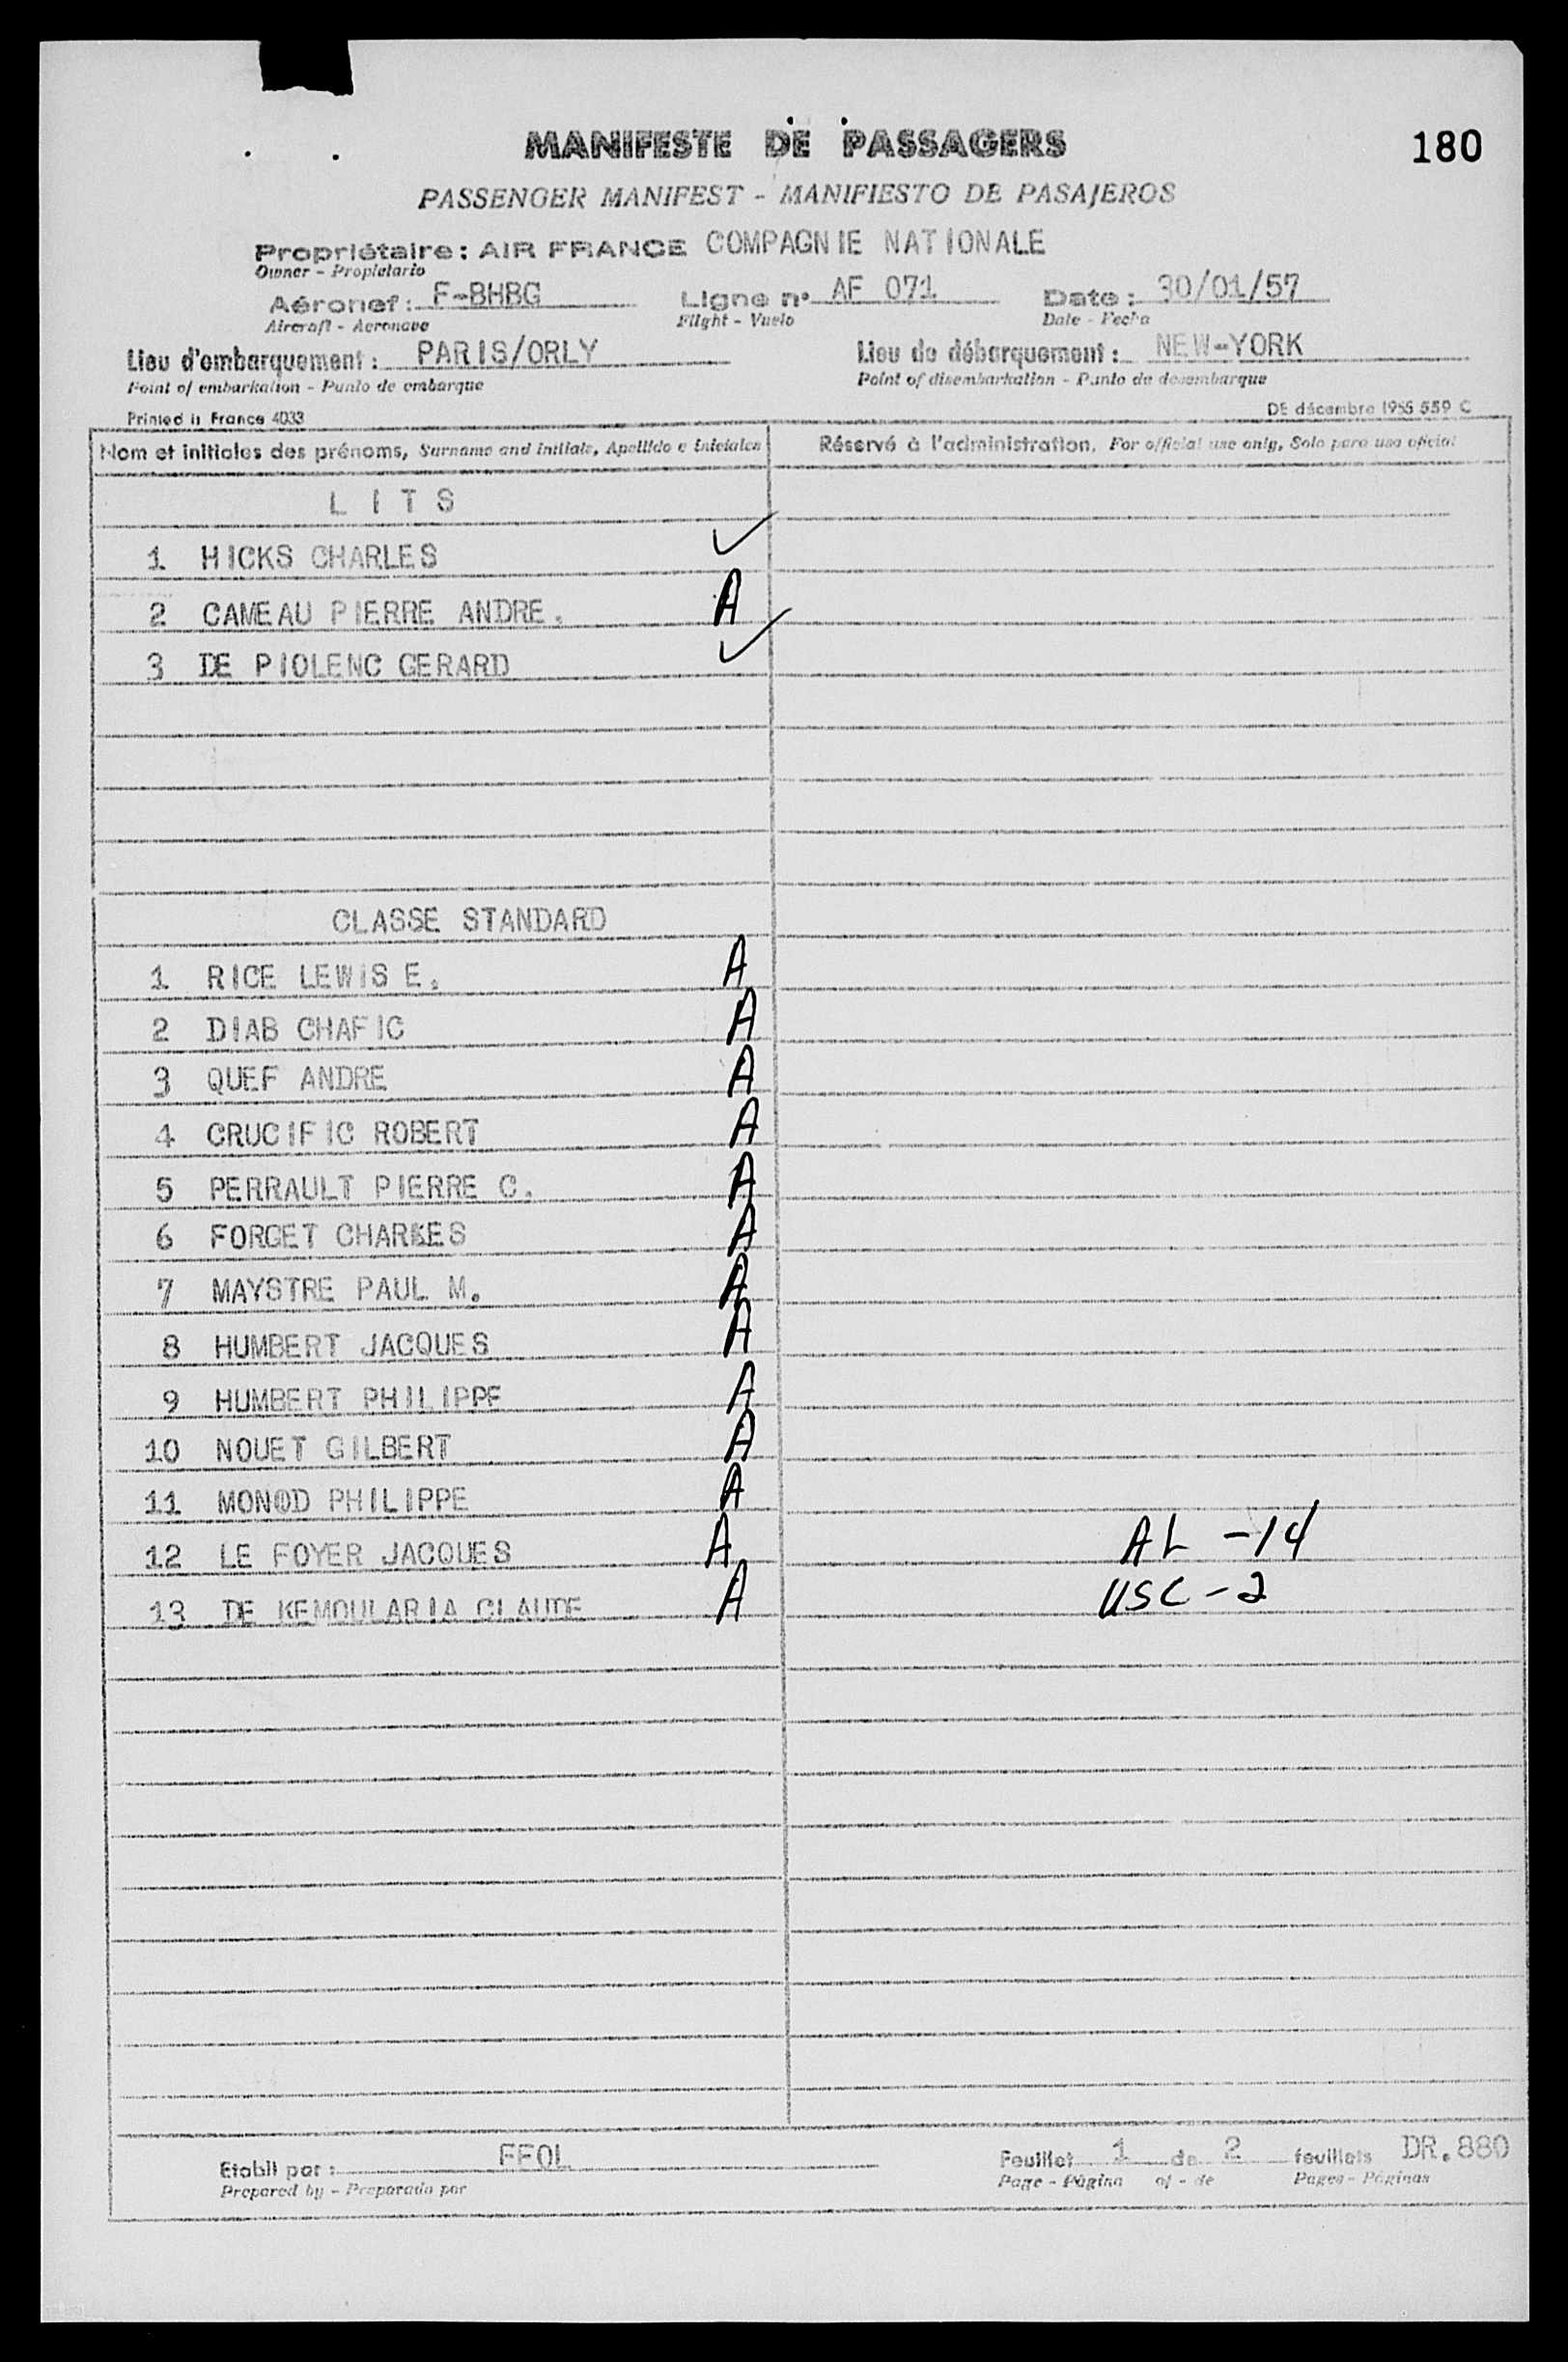 180
MANIFESTE DE PASSAGERS
PASSENGER MANIFEST - MANIFIESTO DE PASAJEROS
Propriétaire : AIR FRANCE COMPAGNIE NATIONALE
Owner - Propietario
Aéronef : F-BHBG Ligne n° AF 071 Date : 30/01/57
Aircraft - Aeronave Flight - Vuelo Date - Fecha
Lieu d'embarquement : PARIS/ORLY Lieu de débarquement : NEW-YORK
Point of embarkation - Punto de embarque Point of disembarkation - Punto de desembarque
Printed in France 4033 DE décembre 1955 559 C
Nom et initiales des prénoms, Surname and initials, Apellido e iniciales Réservé à l'administration, For official use only, Solo para uso oficial
L I T S
1 HICKS CHARLES ✓
2 CAMEAU PIERRE ANDRE. A
3 DE PIOLENC GERARD ✓
CLASSE STANDARD
1 RICE LEWIS E. A
2 DIAB CHAFIC A
3 QUEF ANDRE A
4 CRUCIFIC ROBERT A
5 PERRAULT PIERRE C. A
6 FORGET CHARLES A
7 MAYSTRE PAUL M. A
8 HUMBERT JACQUES A
9 HUMBERT PHILIPPE A
10 NOUET GILBERT A
11 MONOD PHILIPPE A
12 LE FOYER JACQUES A AL -14
13 DE KEMOULARIA CLAUDE A USC -2
Etabli par : FFOL Feuillet 1 de 2 feuillets DR.880
Prepared by - Preparado por Page - Página of - de Pages - Páginas